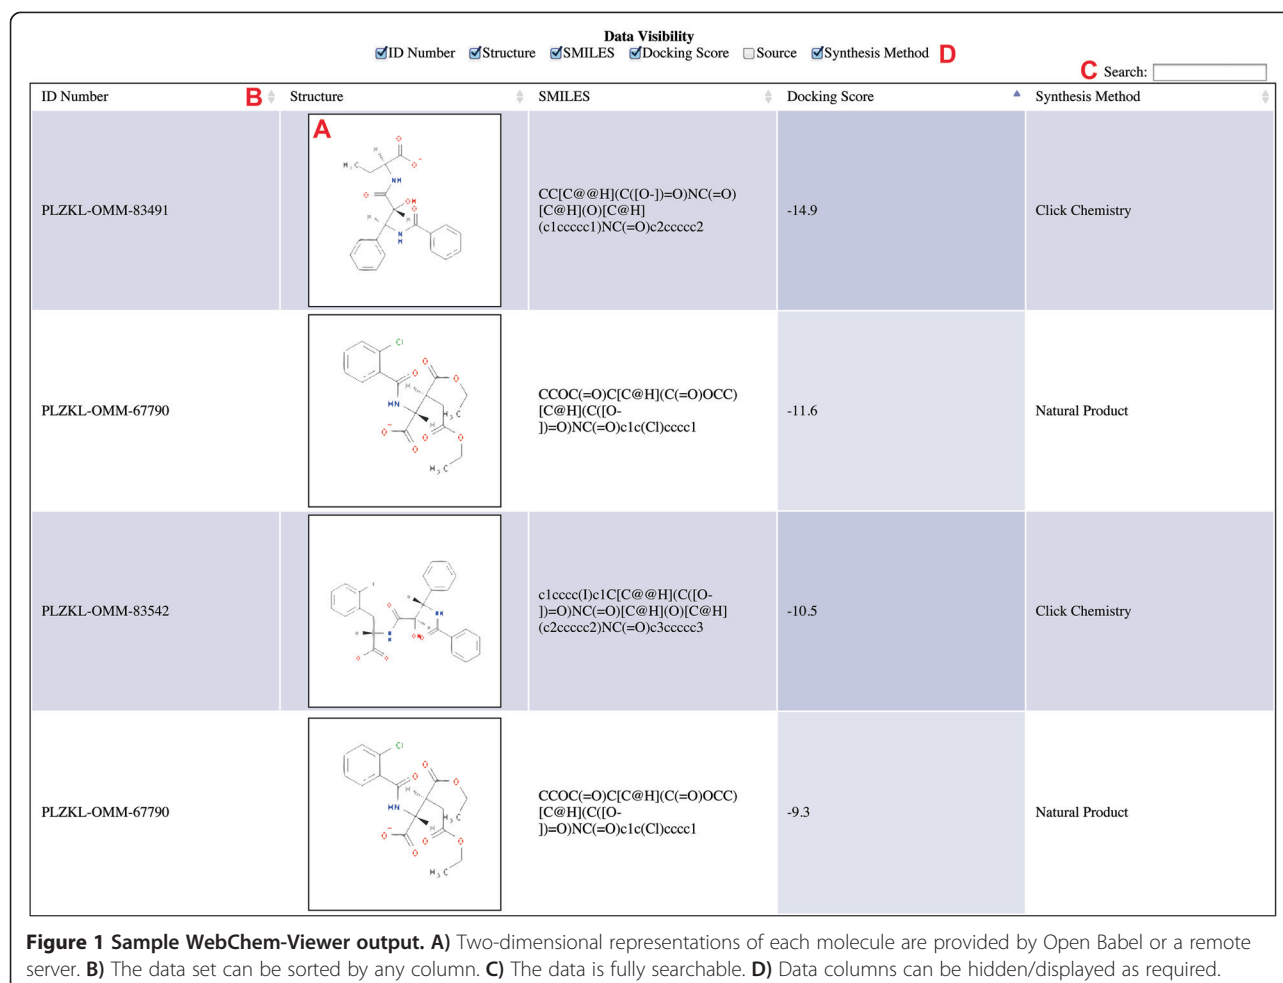 Data Visibility
ID Number Structure SMILES Docking Score Source Synthesis Method D
C Search:
ID Number B Structure SMILES Docking Score Synthesis Method
A
PLZKL-OMM-83491
CC[C@@H](C([O-])=O)NC(=O)
[C@H](O)[C@H]
(c1ccccc1)NC(=O)c2ccccc2
-14.9
Click Chemistry
PLZKL-OMM-67790
CCOC(=O)C[C@H](C(=O)OCC)
[C@H](C([O-
])=O)NC(=O)c1c(Cl)cccc1
-11.6
Natural Product
PLZKL-OMM-83542
c1cccc(I)c1C[C@@H](C([O-
])=O)NC(=O)[C@H](O)[C@H]
(c2ccccc2)NC(=O)c3ccccc3
-10.5
Click Chemistry
PLZKL-OMM-67790
CCOC(=O)C[C@H](C(=O)OCC)
[C@H](C([O-
])=O)NC(=O)c1c(Cl)cccc1
-9.3
Natural Product
Figure 1 Sample WebChem-Viewer output. A) Two-dimensional representations of each molecule are provided by Open Babel or a remote
server. B) The data set can be sorted by any column. C) The data is fully searchable. D) Data columns can be hidden/displayed as required.